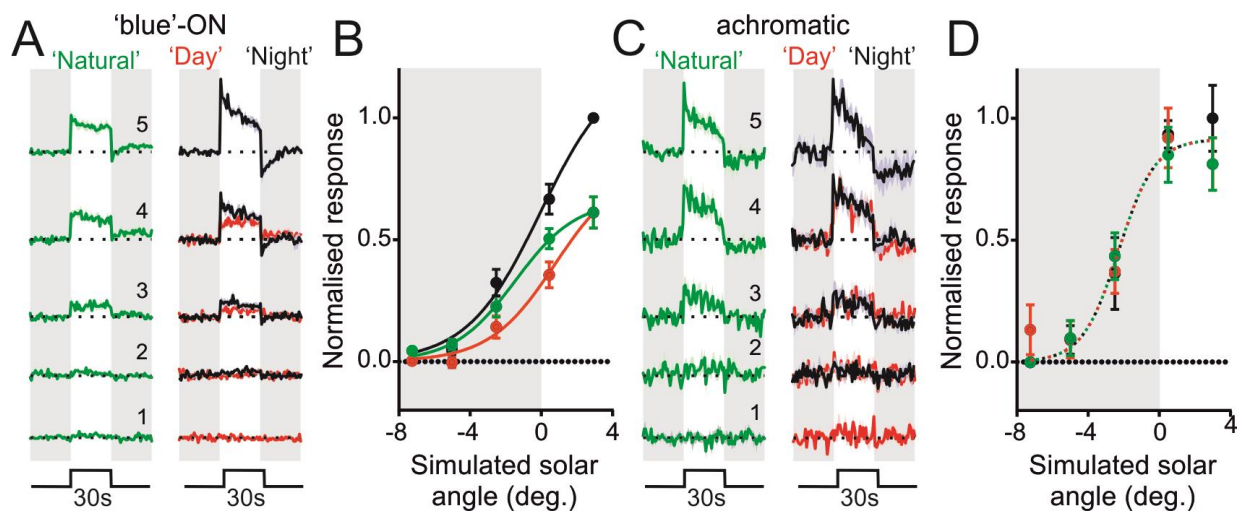 A
'blue'-ON
'Natural'
'Day'
'Night'
5
4
3
2
1
30s
30s
B
Normalised response
1.0
0.5
0.0
-8
-4
0
4
Simulated solar
angle (deg.)
C
achromatic
'Natural'
'Day'
'Night'
5
4
3
2
1
30s
30s
D
Normalised response
1.0
0.5
0.0
-8
-4
0
4
Simulated solar
angle (deg.)